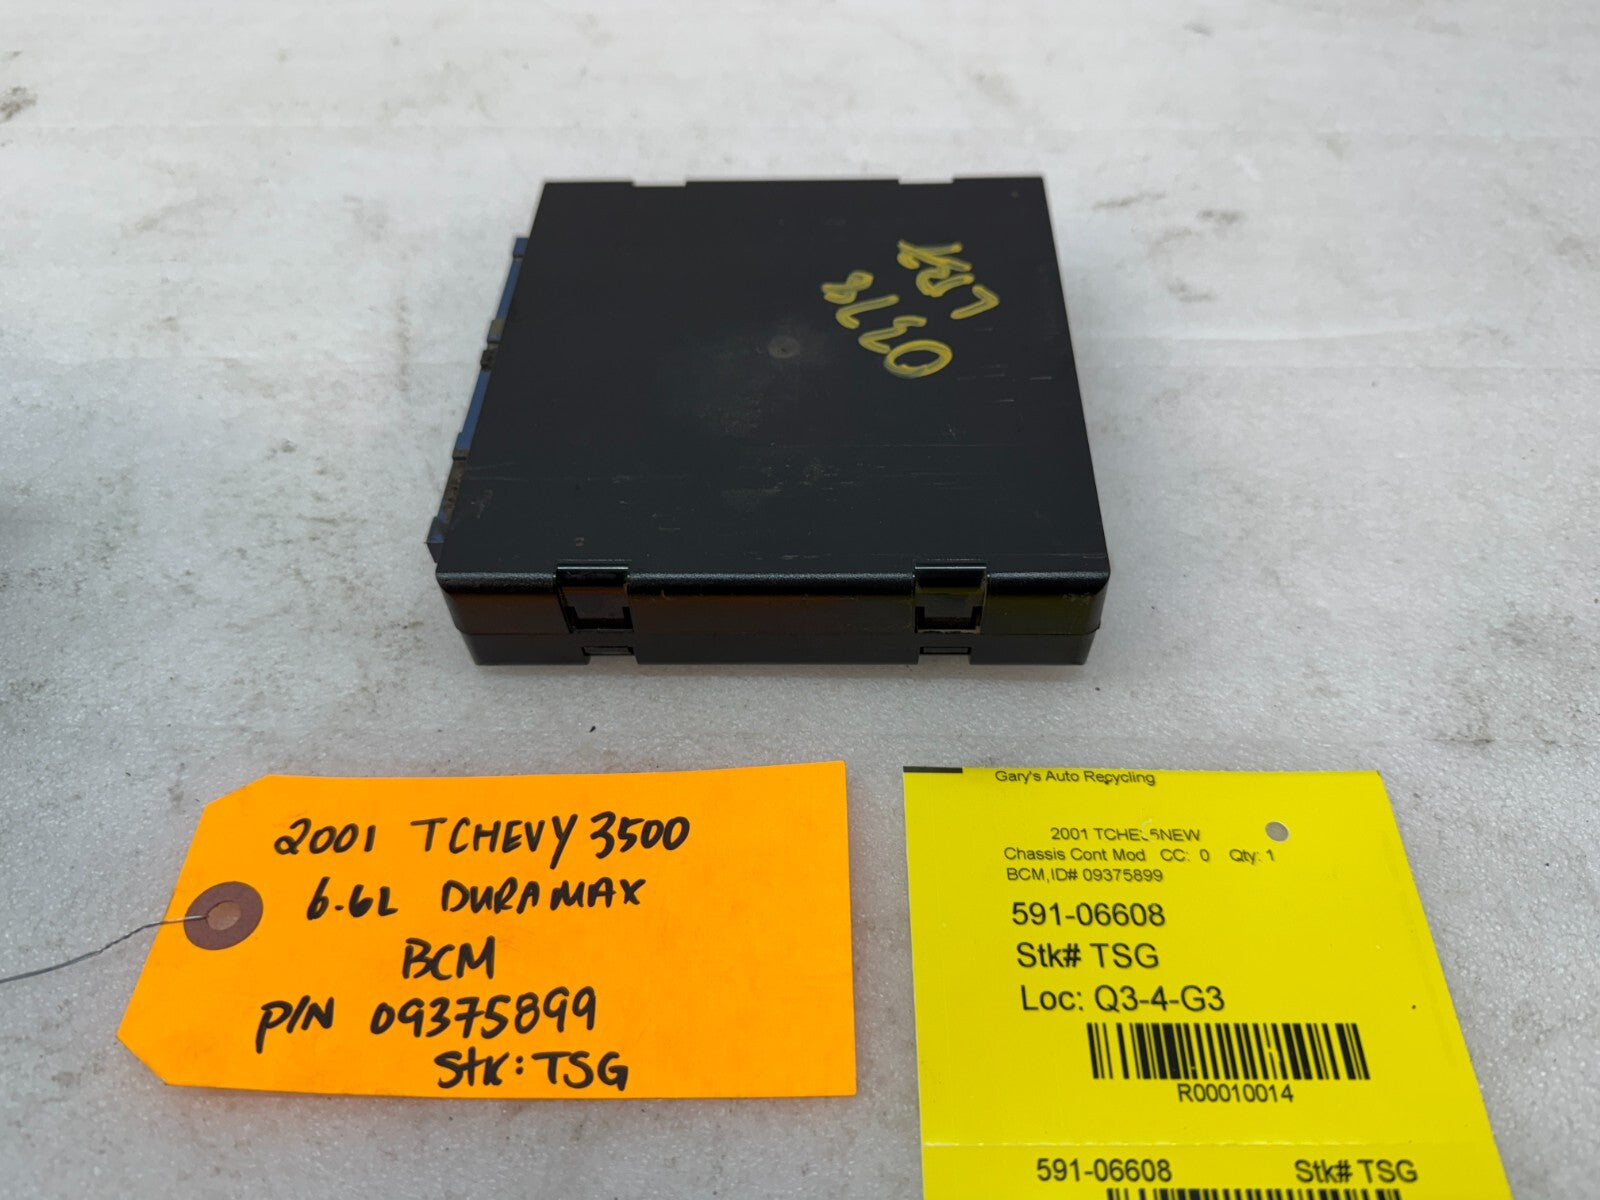 0378
2001 TCHEVY 3500
6.6L DURAMAX
BCM
P/N 09375899
Stk: TSG
Gary's Auto Recycling
2001 5NEW
Chassis Cont Mod CC: 0 Qty: 1
BCM,ID# 09375899
591-06608
Stk# TSG
Loc: Q3-4-G3
R00010014
591-06608 Stk# TSG